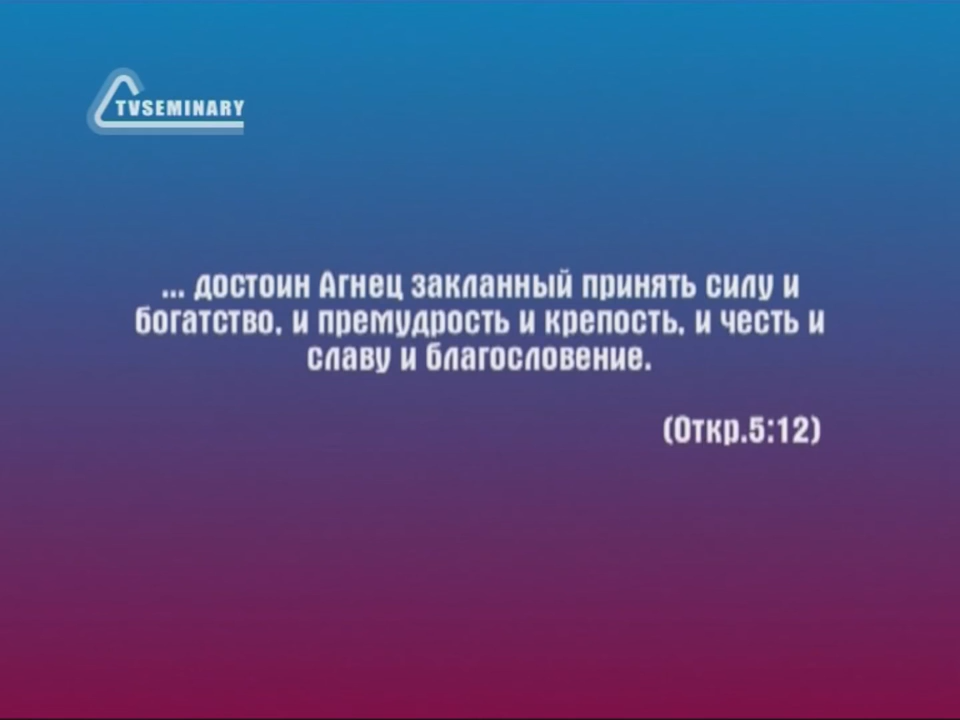 TVSEMINARY
... достоин Агнец закланный принять силу и
богатство, и премудрость и крепость, и честь и
славу и благословение.
(Откр.5:12)